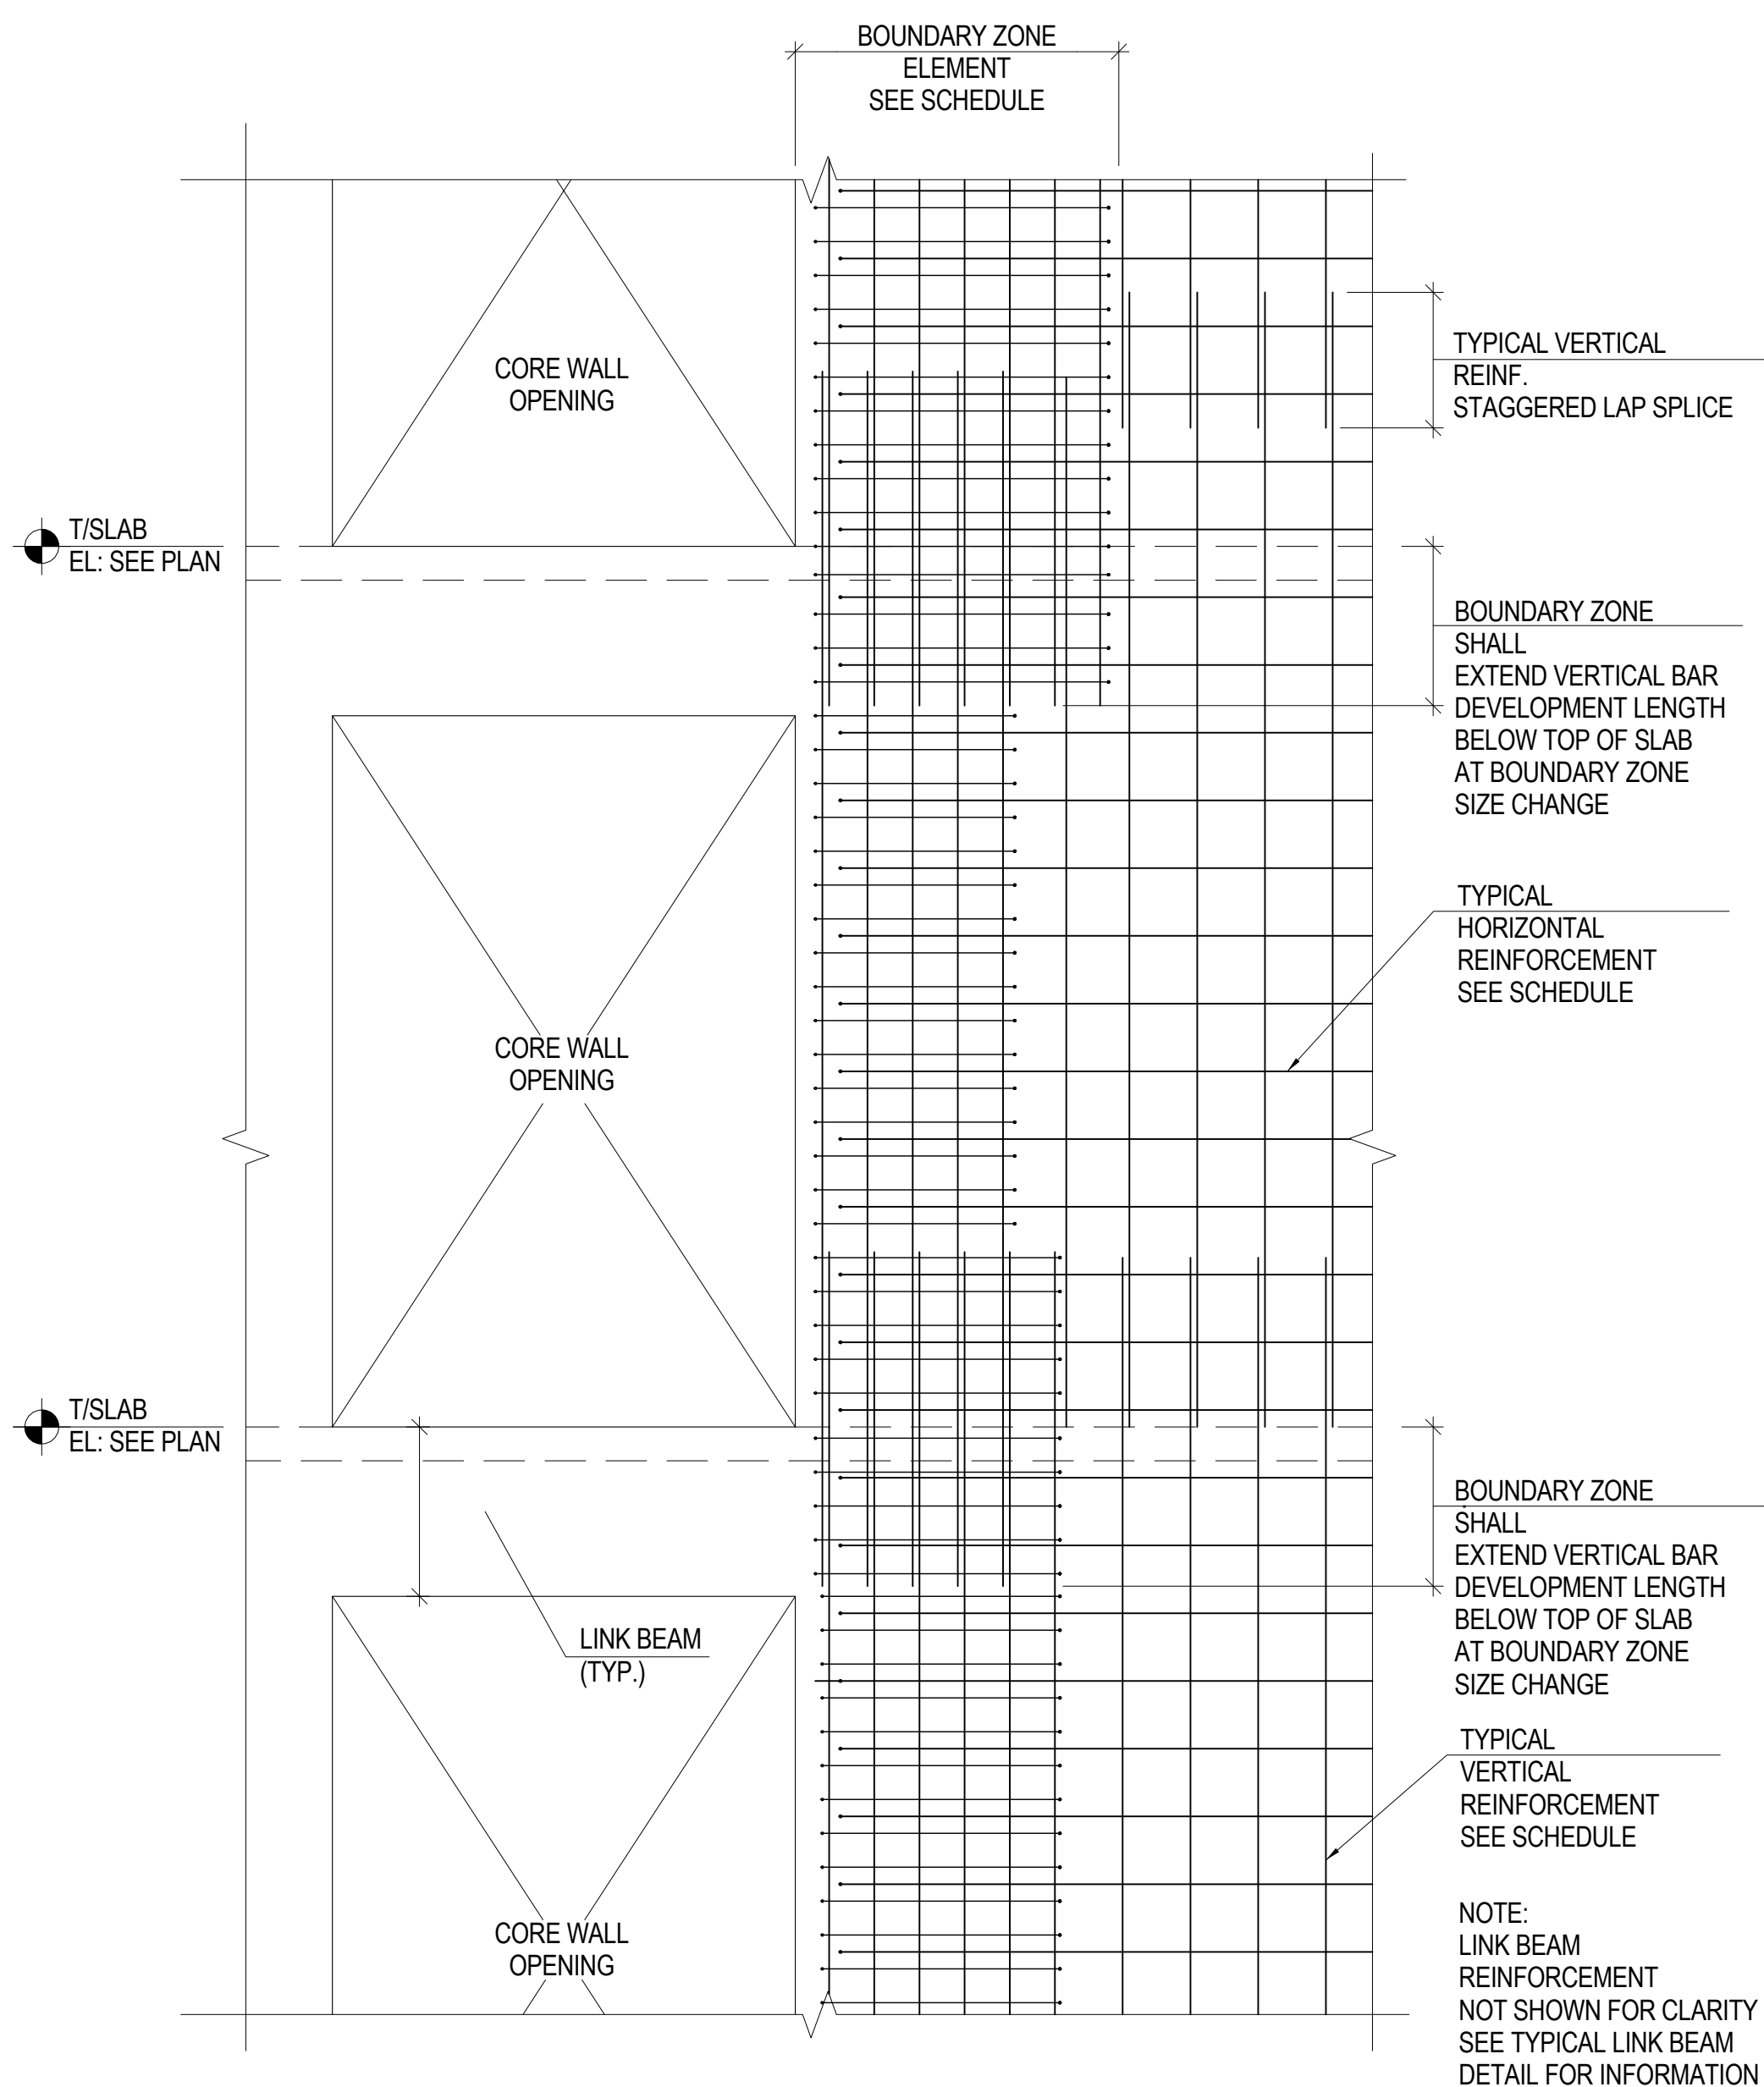 BOUNDARY ZONE
ELEMENT
SEE SCHEDULE
CORE WALL
OPENING
TYPICAL VERTICAL
REINF.
STAGGERED LAP SPLICE
T/SLAB
EL: SEE PLAN
BOUNDARY ZONE
SHALL
EXTEND VERTICAL BAR
DEVELOPMENT LENGTH
BELOW TOP OF SLAB
AT BOUNDARY ZONE
SIZE CHANGE
TYPICAL
HORIZONTAL
REINFORCEMENT
SEE SCHEDULE
CORE WALL
OPENING
T/SLAB
EL: SEE PLAN
BOUNDARY ZONE
SHALL
EXTEND VERTICAL BAR
DEVELOPMENT LENGTH
BELOW TOP OF SLAB
AT BOUNDARY ZONE
SIZE CHANGE
LINK BEAM
(TYP.)
TYPICAL
VERTICAL
REINFORCEMENT
SEE SCHEDULE
CORE WALL
OPENING
NOTE:
LINK BEAM
REINFORCEMENT
NOT SHOWN FOR CLARITY
SEE TYPICAL LINK BEAM
DETAIL FOR INFORMATION